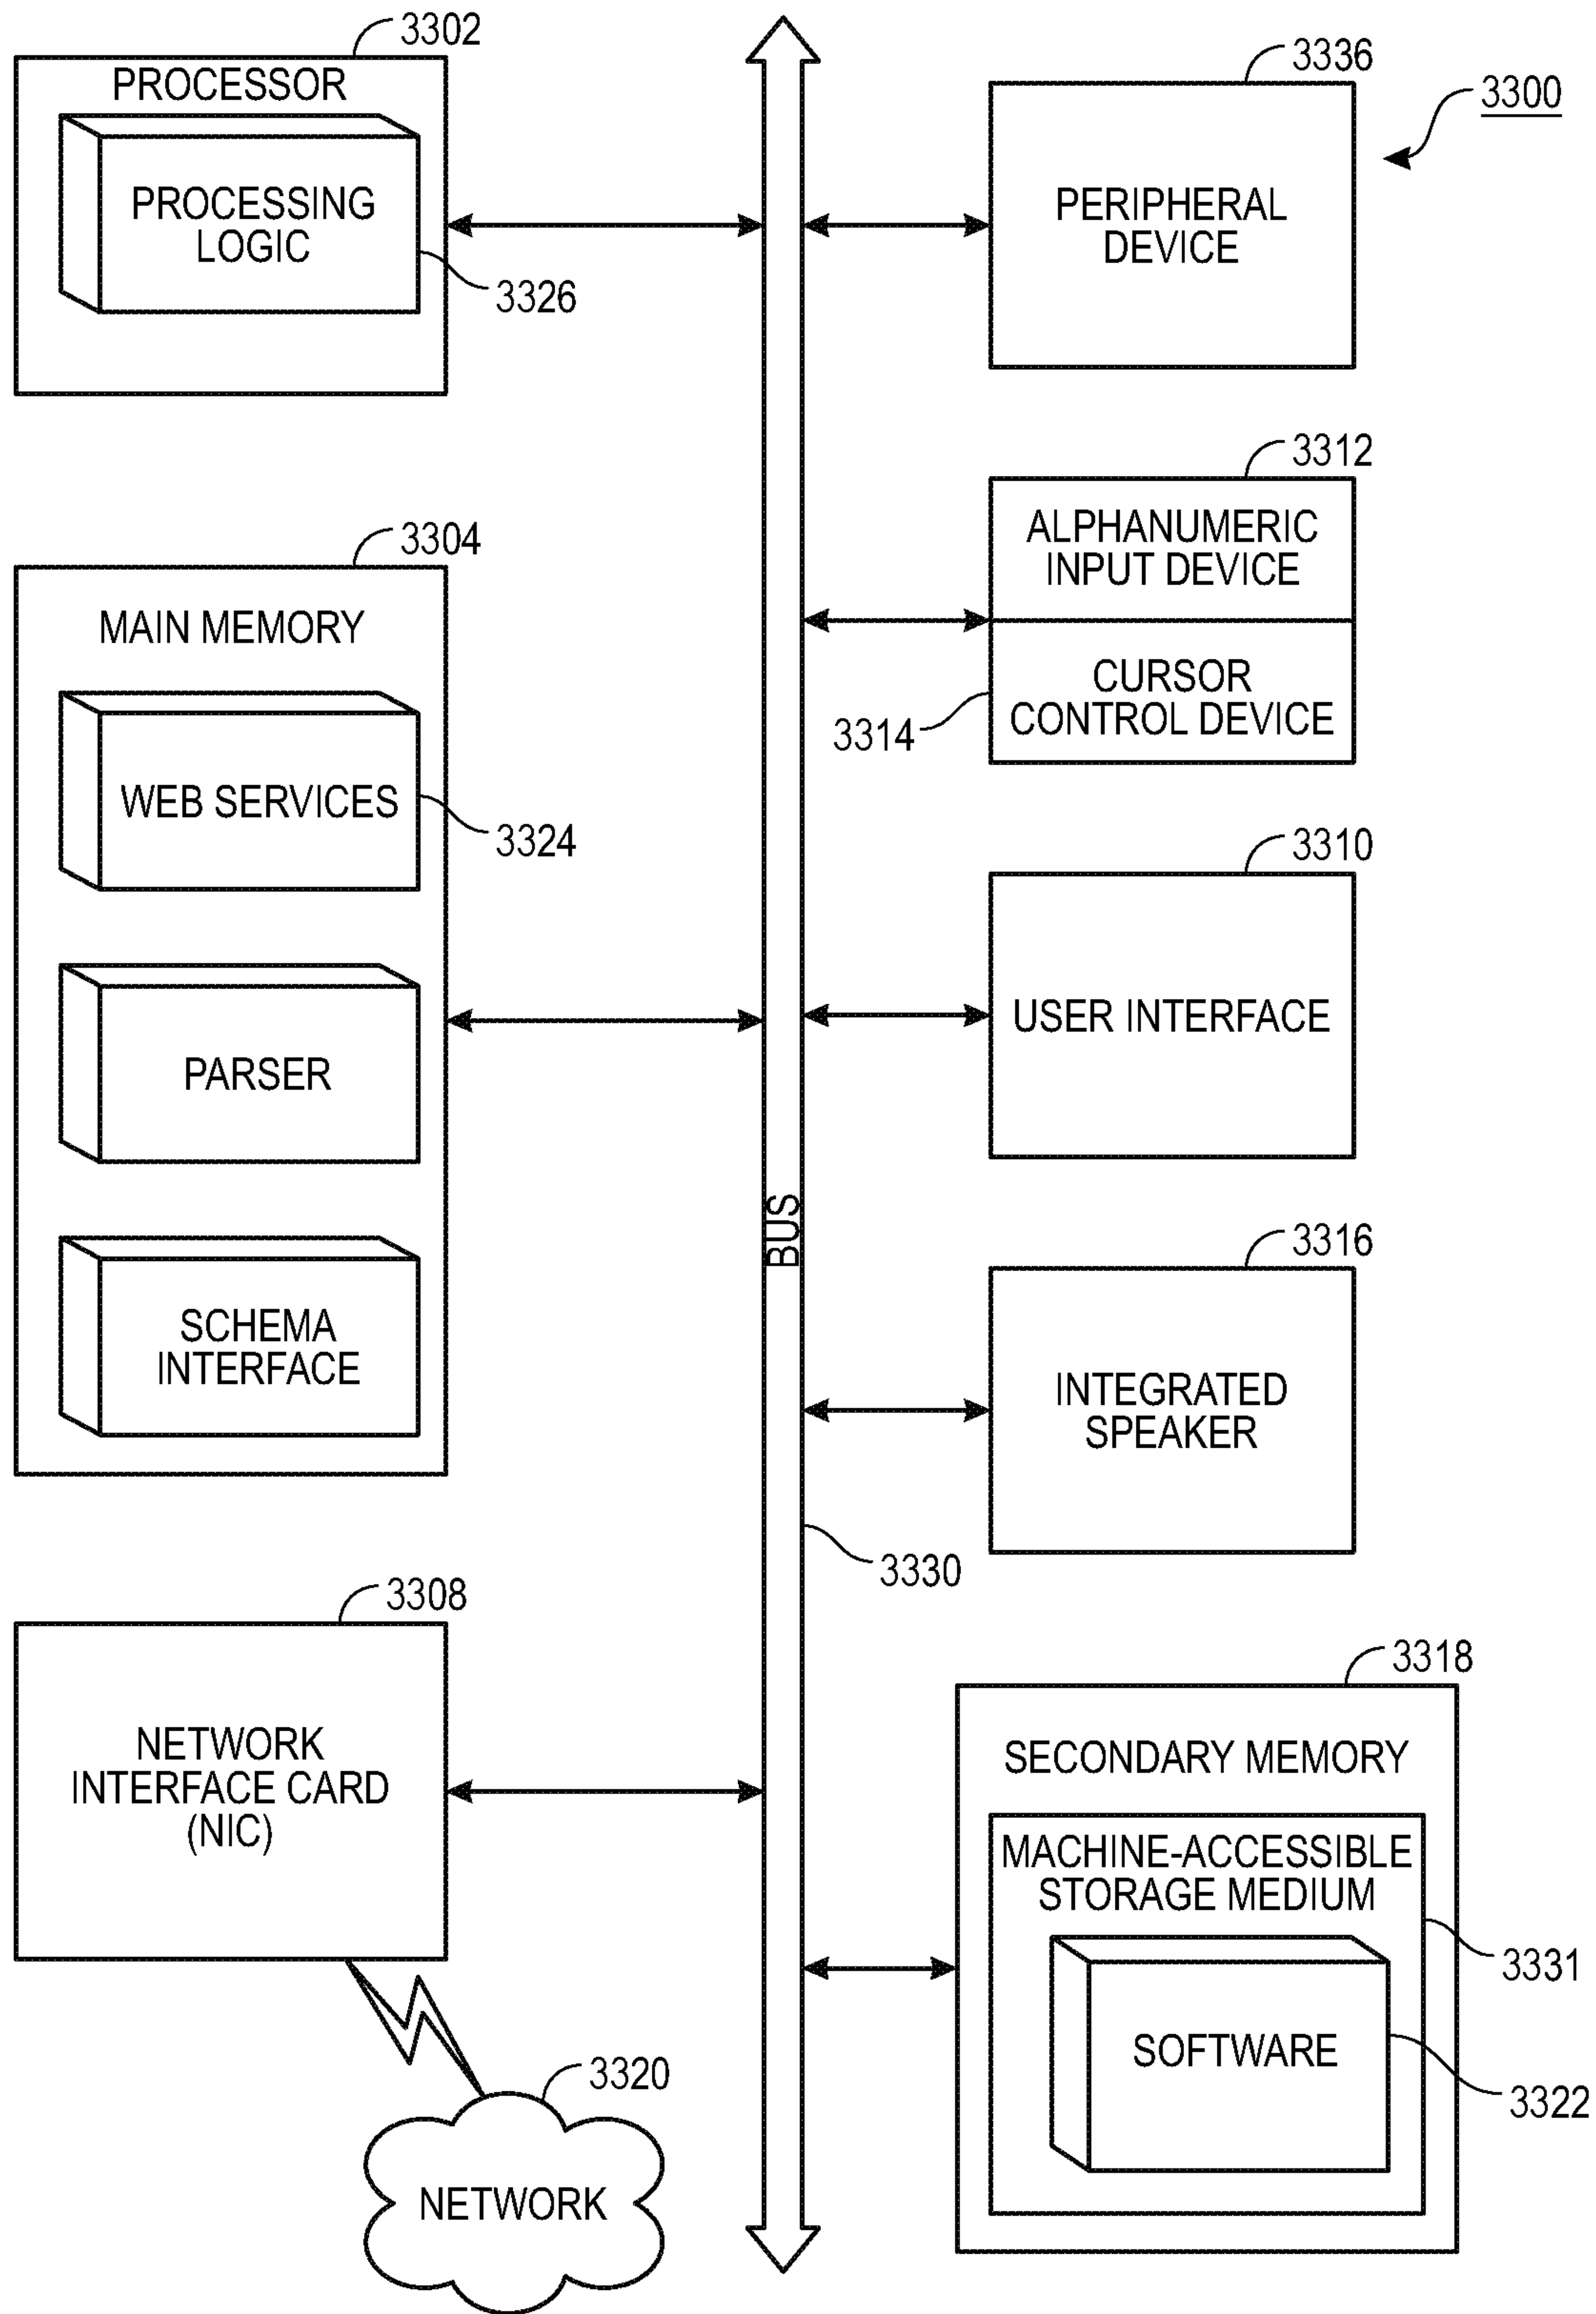 3302
PROCESSOR
PROCESSING
LOGIC
3326
3304
MAIN MEMORY
WEB SERVICES
3324
PARSER
SCHEMA
INTERFACE
3308
NETWORK
INTERFACE CARD
(NIC)
3320
NETWORK
BUS
3330
3300
3336
PERIPHERAL
DEVICE
3312
ALPHANUMERIC
INPUT DEVICE
CURSOR
CONTROL DEVICE
3314
3310
USER INTERFACE
3316
INTEGRATED
SPEAKER
3318
SECONDARY MEMORY
MACHINE-ACCESSIBLE
STORAGE MEDIUM
3331
SOFTWARE
3322